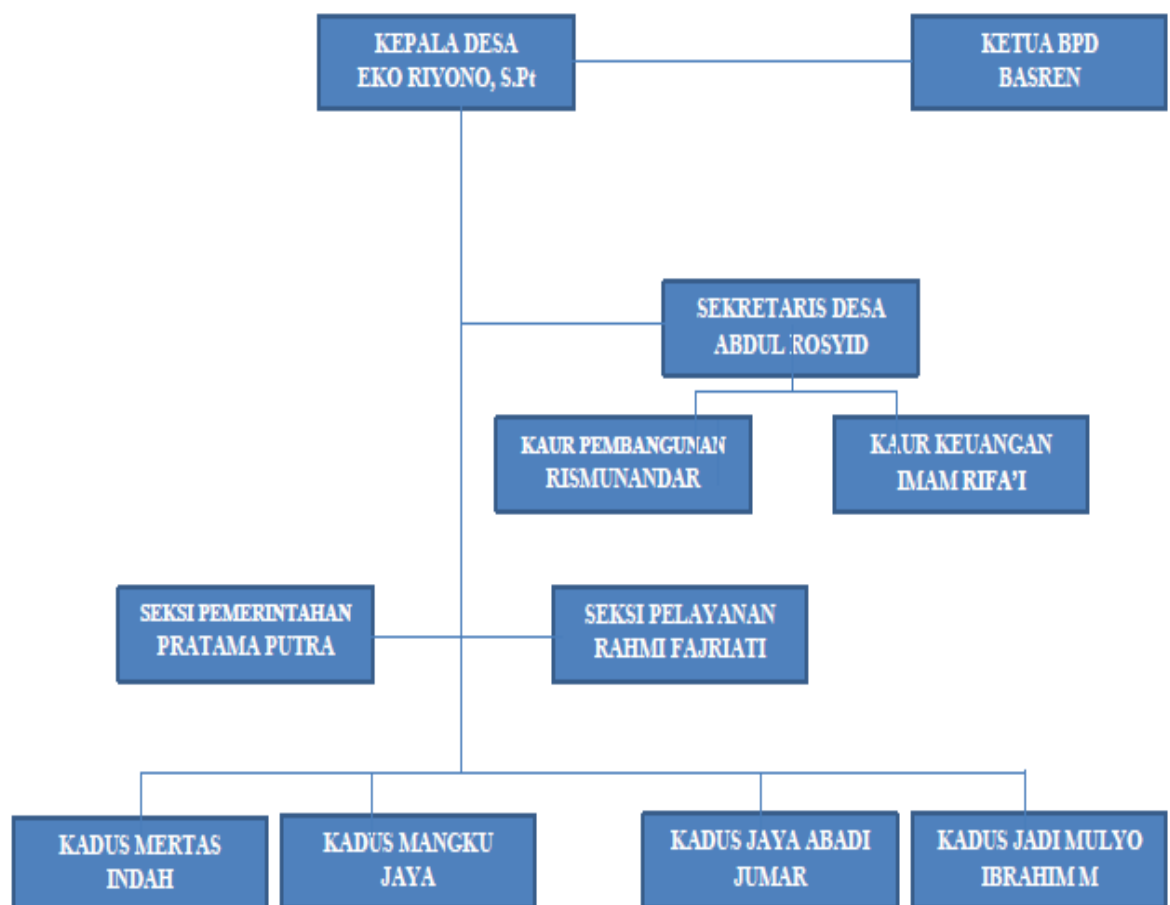 KEPALA DESA
EKO RIYONO, S.Pt
KETUA BPD
BASREN
SEKRETARIS DESA
ABDUL ROSYID
KAUR PEMBANGUNAN
RISMUNANDAR
KAUR KEUANGAN
IMAM RIFA'I
SEKSI PEMERINTAHAN
PRATAMA PUTRA
SEKSI PELAYANAN
RAHMI FAJRIATI
KADUS MERTAS
INDAH
KADUS MANGKU
JAYA
KADUS JAYA ABADI
JUMAR
KADUS JADI MULYO
IBRAHIM M